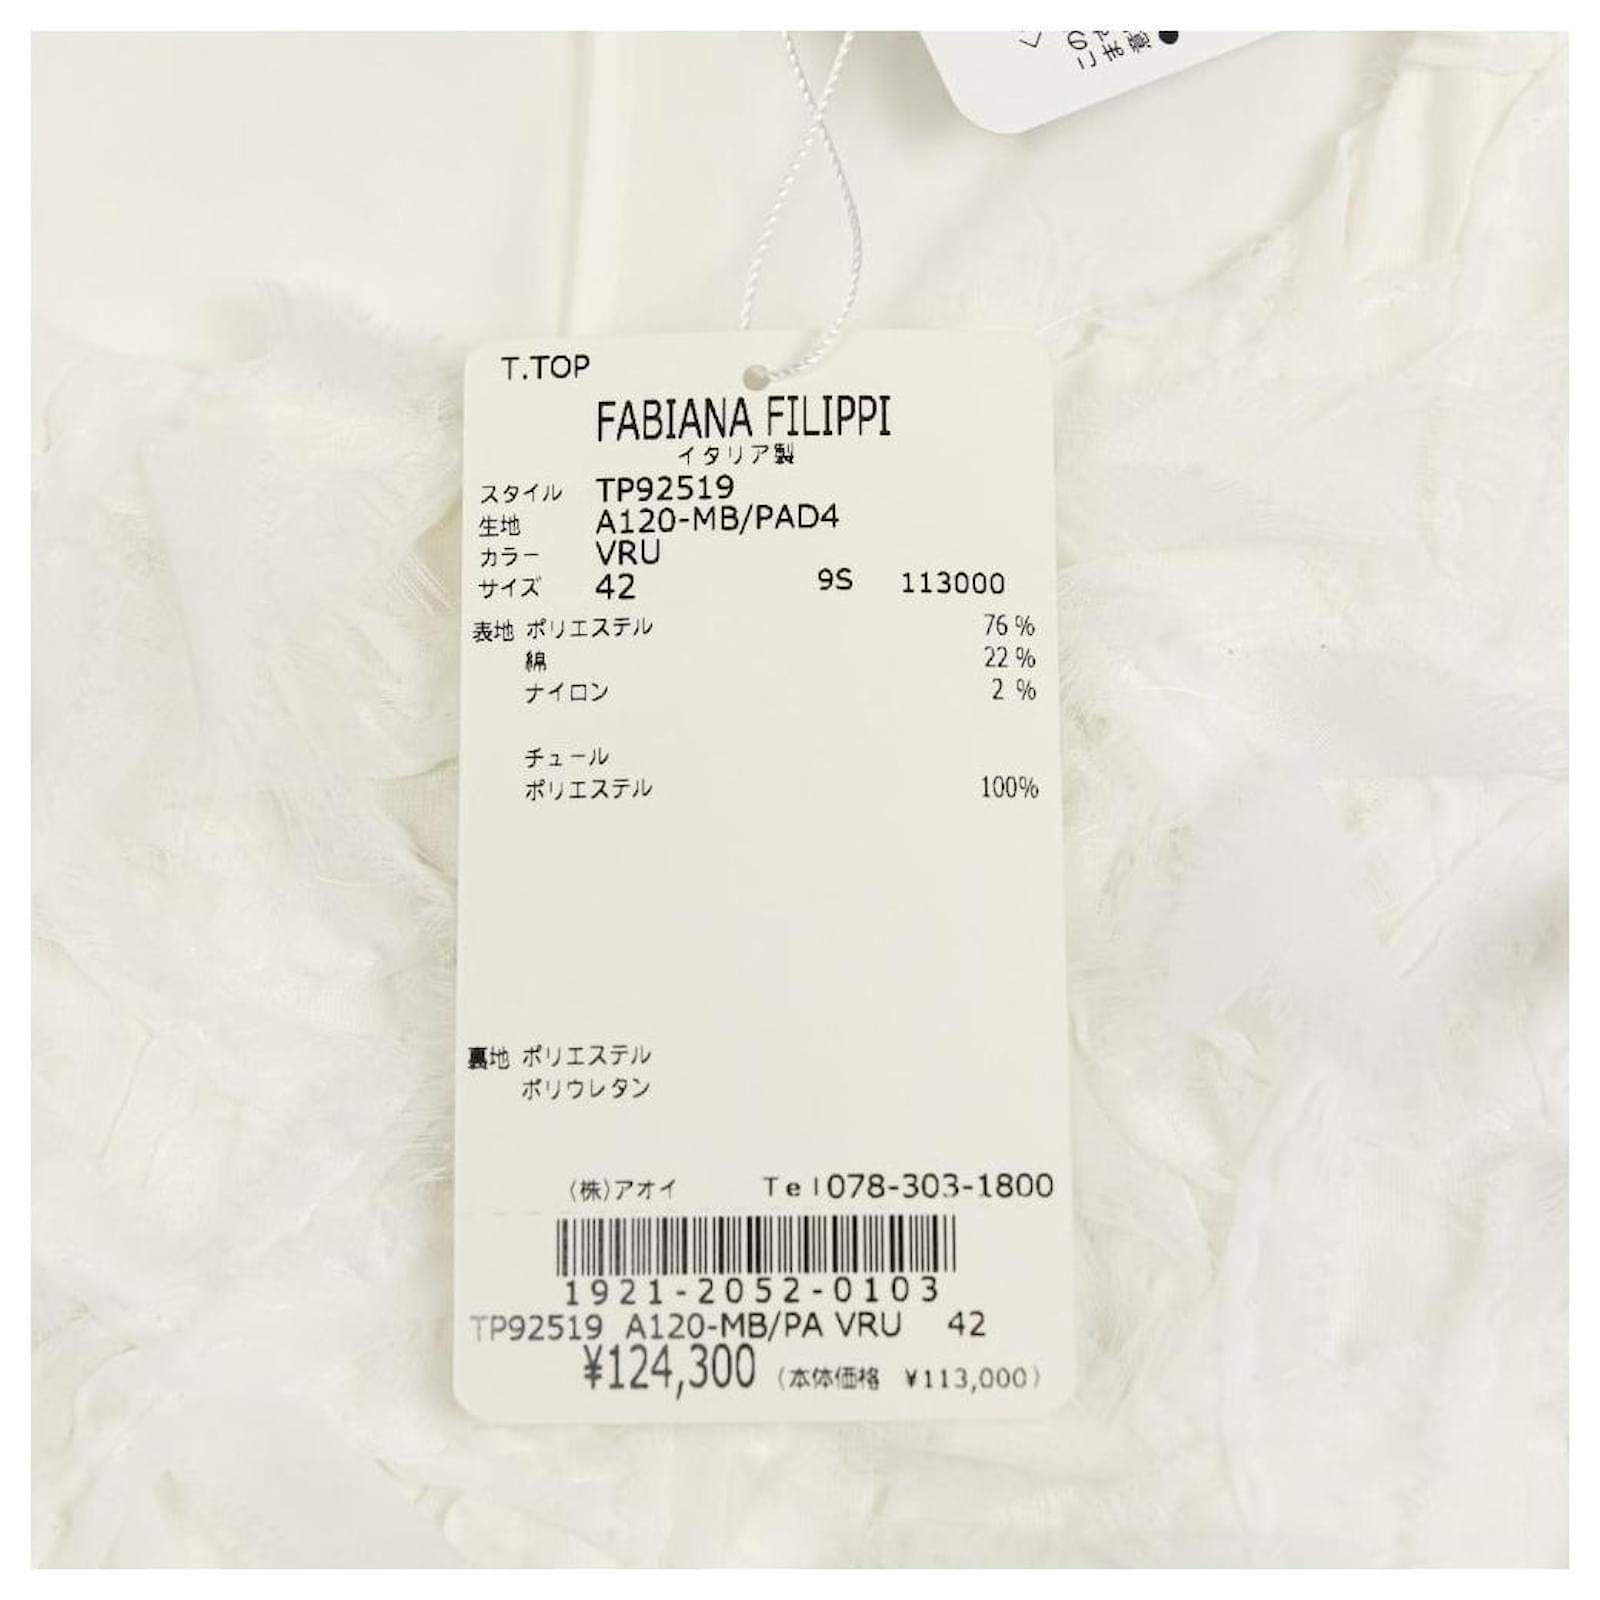 T.TOP
FABIANA FILIPPI
イタリア製
スタイル TP92519
生地 A120-MB/PAD4
カラー VRU
サイズ 42 9S 113000
表地 ポリエステル 76 %
綿 22 %
ナイロン 2 %
チュール
ポリエステル 100%
裏地 ポリエステル
ポリウレタン
(株)アオイ Tel078-303-1800
1921-2052-0103
TP92519 A120-MB/PA VRU 42
¥124,300 (本体価格 ¥113,000)